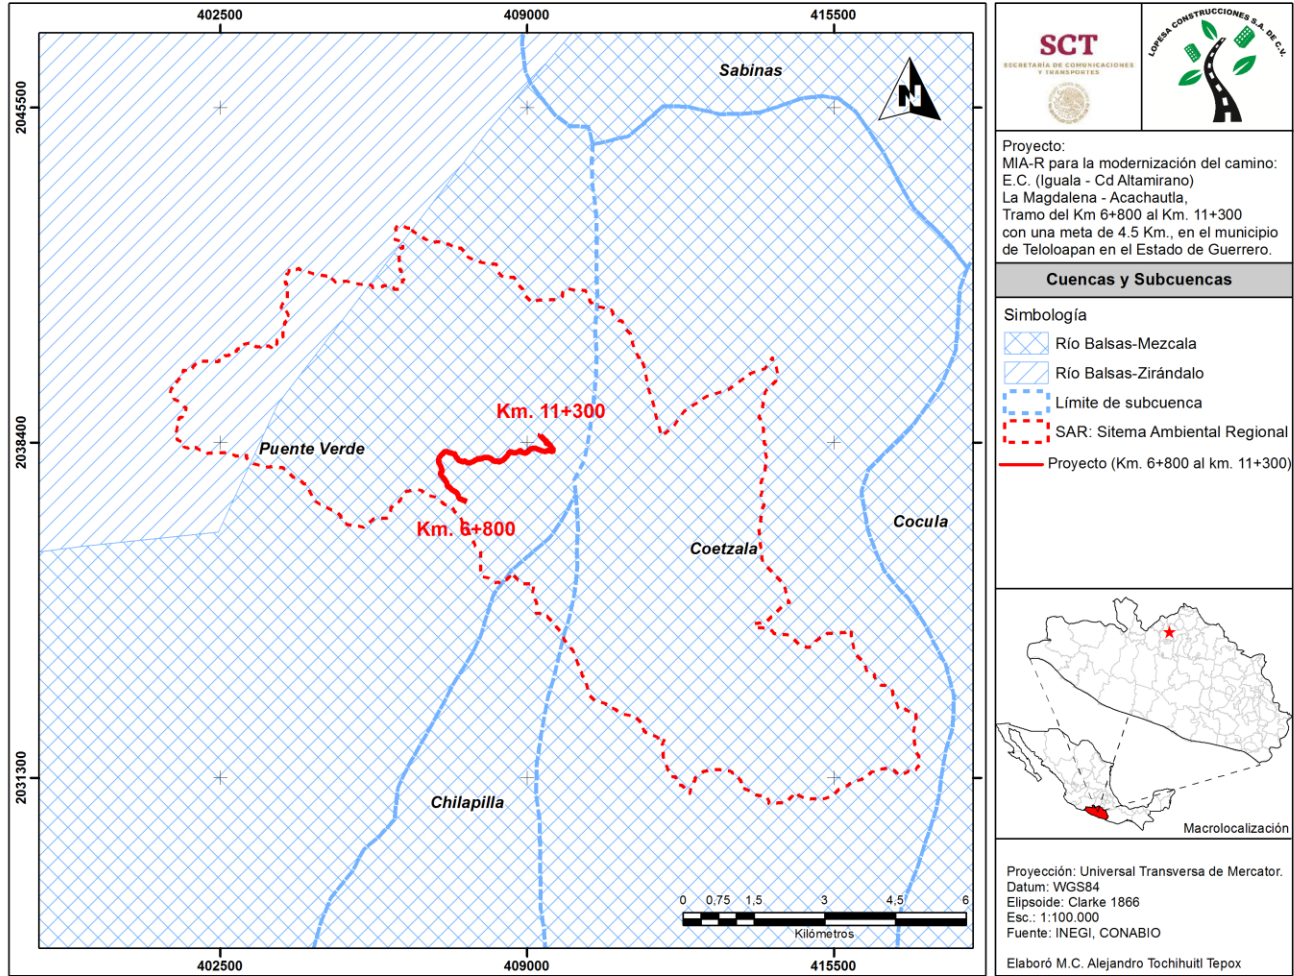 402500
409000
415500
2045500
2038400
2031300
Sabinas
N
Km. 11+300
Puente Verde
Km. 6+800
Cocula
Coetzala
Chilapilla
0 0,75 1,5 3 4,5 6
Kilómetros
2045500
2038400
2031300
402500
409000
415500
SCT
SECRETARÍA DE COMUNICACIONES
Y TRANSPORTES
LOPESA CONSTRUCCIONES S.A. DE C.V.
Proyecto:
MIA-R para la modernización del camino:
E.C. (Iguala - Cd Altamirano)
La Magdalena - Acachautla,
Tramo del Km 6+800 al Km. 11+300
con una meta de 4.5 Km., en el municipio
de Teloloapan en el Estado de Guerrero.
Cuencas y Subcuencas
Simbología
Río Balsas-Mezcala
Río Balsas-Zirándalo
Límite de subcuenca
SAR: Sitema Ambiental Regional
Proyecto (Km. 6+800 al km. 11+300)
Macrolocalización
Proyección: Universal Transversa de Mercator.
Datum: WGS84
Elipsoide: Clarke 1866
Esc.: 1:100.000
Fuente: INEGI, CONABIO
Elaboró M.C. Alejandro Tochihuitl Tepox